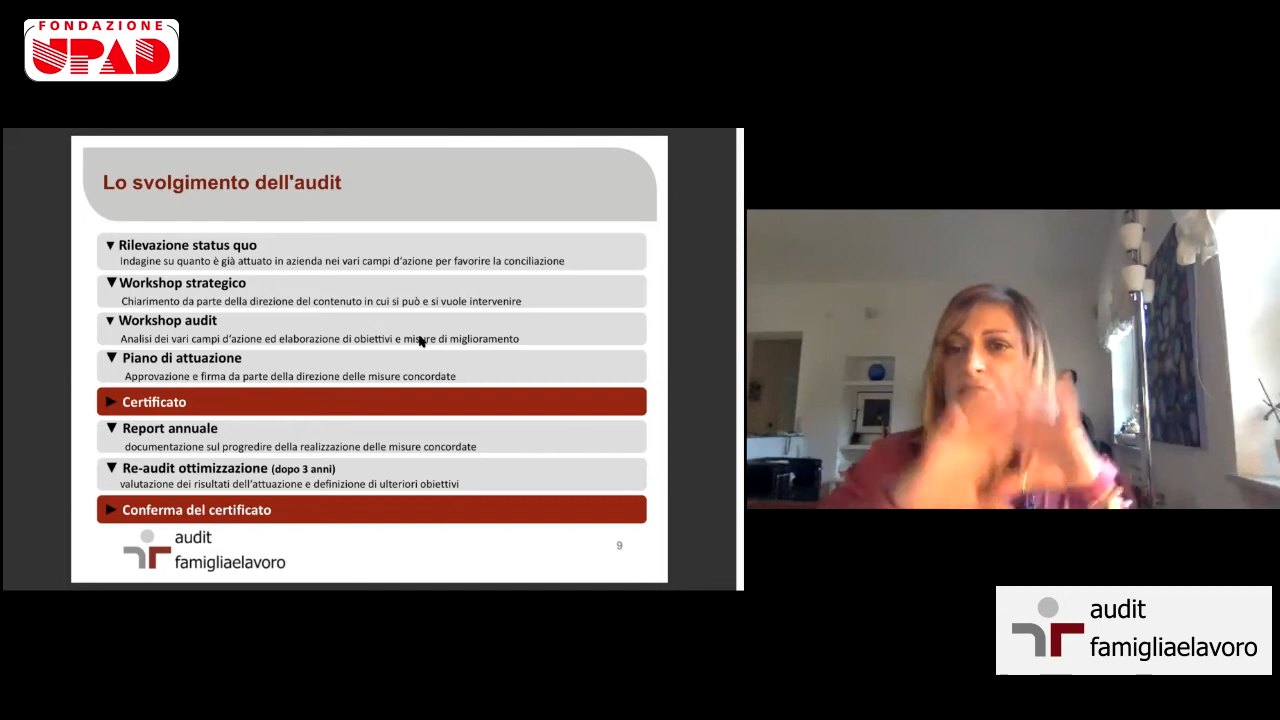 FONDAZIONE
UPAD
Lo svolgimento dell'audit
▼ Rilevazione status quo
Indagine su quanto è già attuato in azienda nei vari campi d'azione per favorire la conciliazione
▼ Workshop strategico
Chiarimento da parte della direzione del contenuto in cui si può e si vuole intervenire
▼ Workshop audit
Analisi dei vari campi d'azione ed elaborazione di obiettivi e misure di miglioramento
▼ Piano di attuazione
Approvazione e firma da parte della direzione delle misure concordate
► Certificato
▼ Report annuale
documentazione sul progredire della realizzazione delle misure concordate
▼ Re-audit ottimizzazione (dopo 3 anni)
valutazione dei risultati dell'attuazione e definizione di ulteriori obiettivi
► Conferma del certificato
audit
famigliaelavoro
9
audit
famigliaelavoro